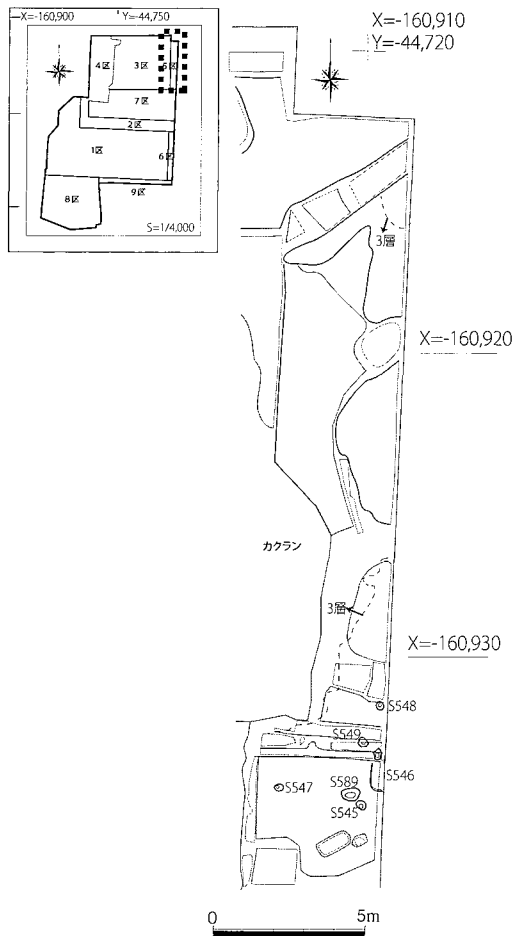 X=-160,900 Y=-44,750
4区 3区 5区
7区
2区
1区 6区
8区 9区
S=1/4,000
X=-160,910
Y=-44,720
3層
X=-160,920
カクラン
3層
X=-160,930
S548
S549
S546
S547 S589
S545
0 5m